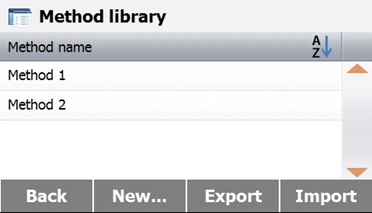 Method library
Method name A Z
Method 1
Method 2
Back New... Export Import